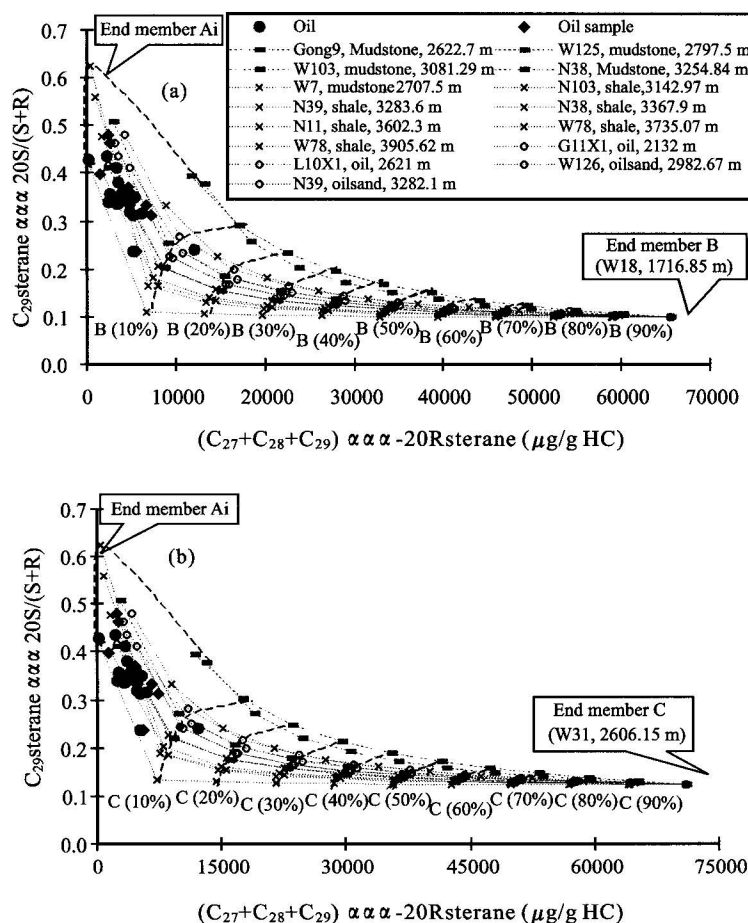 Oil
Oil sample
Gong9, Mudstone, 2622.7 m
W125, mudstone, 2797.5 m
W103, mudstone, 3081.29 m
N38, Mudstone, 3254.84 m
W7, mudstone2707.5 m
N103, shale,3142.97 m
N39, shale, 3283.6 m
N38, shale,3367.9 m
N11, shale, 3602.3 m
W78, shale, 3735.07 m
W78, shale, 3905.62 m
G11X1, oil, 2132 m
L10X1, oil, 2621 m
W126, oilsand, 2982.67 m
N39, oilsand, 3282.1 m
End member Ai
(a)
0.7
0.6
0.5
0.4
0.3
0.2
0.1
0.0
C₂₉sterane ααα 20S/(S+R)
End member B
(W18, 1716.85 m)
B (10%)
B (20%)
B (30%)
B (40%)
B (50%)
B (60%)
B (70%)
B (80%)
B (90%)
0 10000 20000 30000 40000 50000 60000 70000
(C₂₇+C₂₈+C₂₉) ααα-20Rsterane (μg/g HC)
End member Ai
(b)
0.7
0.6
0.5
0.4
0.3
0.2
0.1
0.0
C₂₉sterane ααα 20S/(S+R)
End member C
(W31, 2606.15 m)
C (10%)
C (20%)
C (30%)
C (40%)
C (50%)
C (60%)
C (70%)
C (80%)
C (90%)
0 15000 30000 45000 60000 75000
(C₂₇+C₂₈+C₂₉) ααα-20Rsterane (μg/g HC)